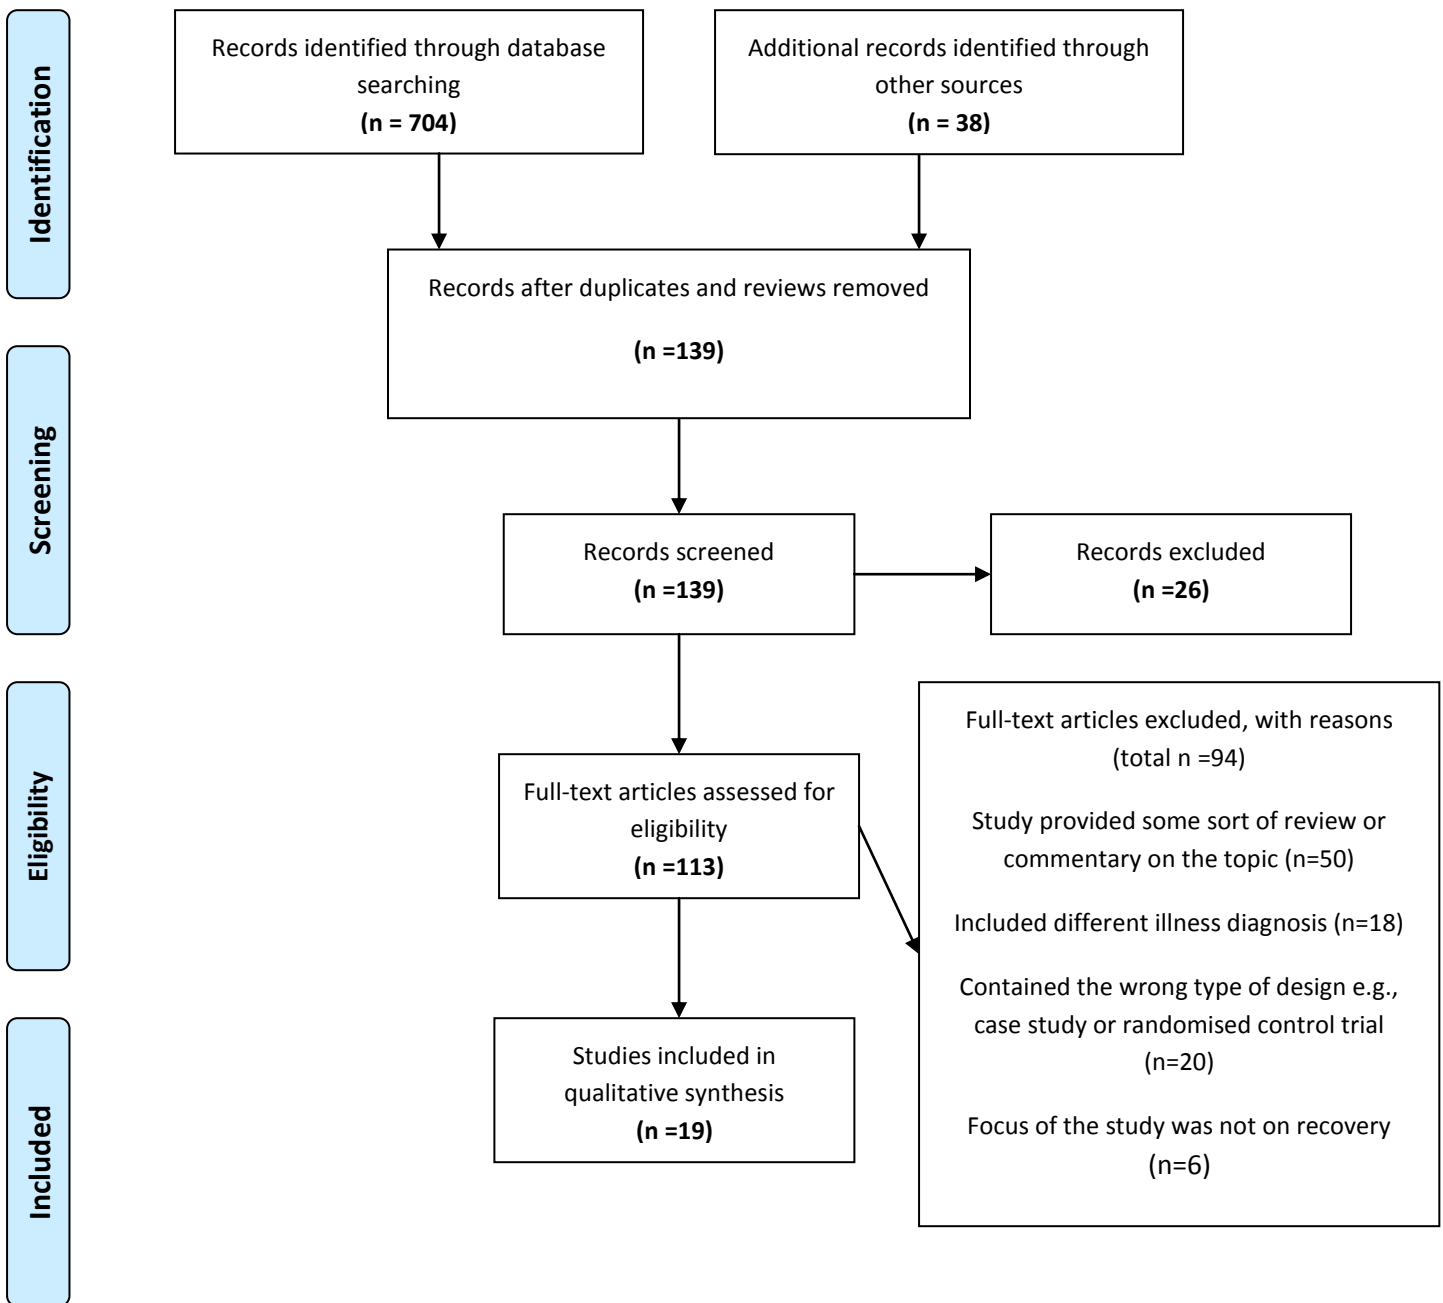 Identification
Records identified through database
searching
(n = 704)
Additional records identified through
other sources
(n = 38)
Records after duplicates and reviews removed
(n =139)
Screening
Records screened
(n =139)
Records excluded
(n =26)
Eligibility
Full-text articles assessed for
eligibility
(n =113)
Full-text articles excluded, with reasons
(total n =94)
Study provided some sort of review or
commentary on the topic (n=50)
Included different illness diagnosis (n=18)
Contained the wrong type of design e.g.,
case study or randomised control trial
(n=20)
Focus of the study was not on recovery
(n=6)
Included
Studies included in
qualitative synthesis
(n =19)